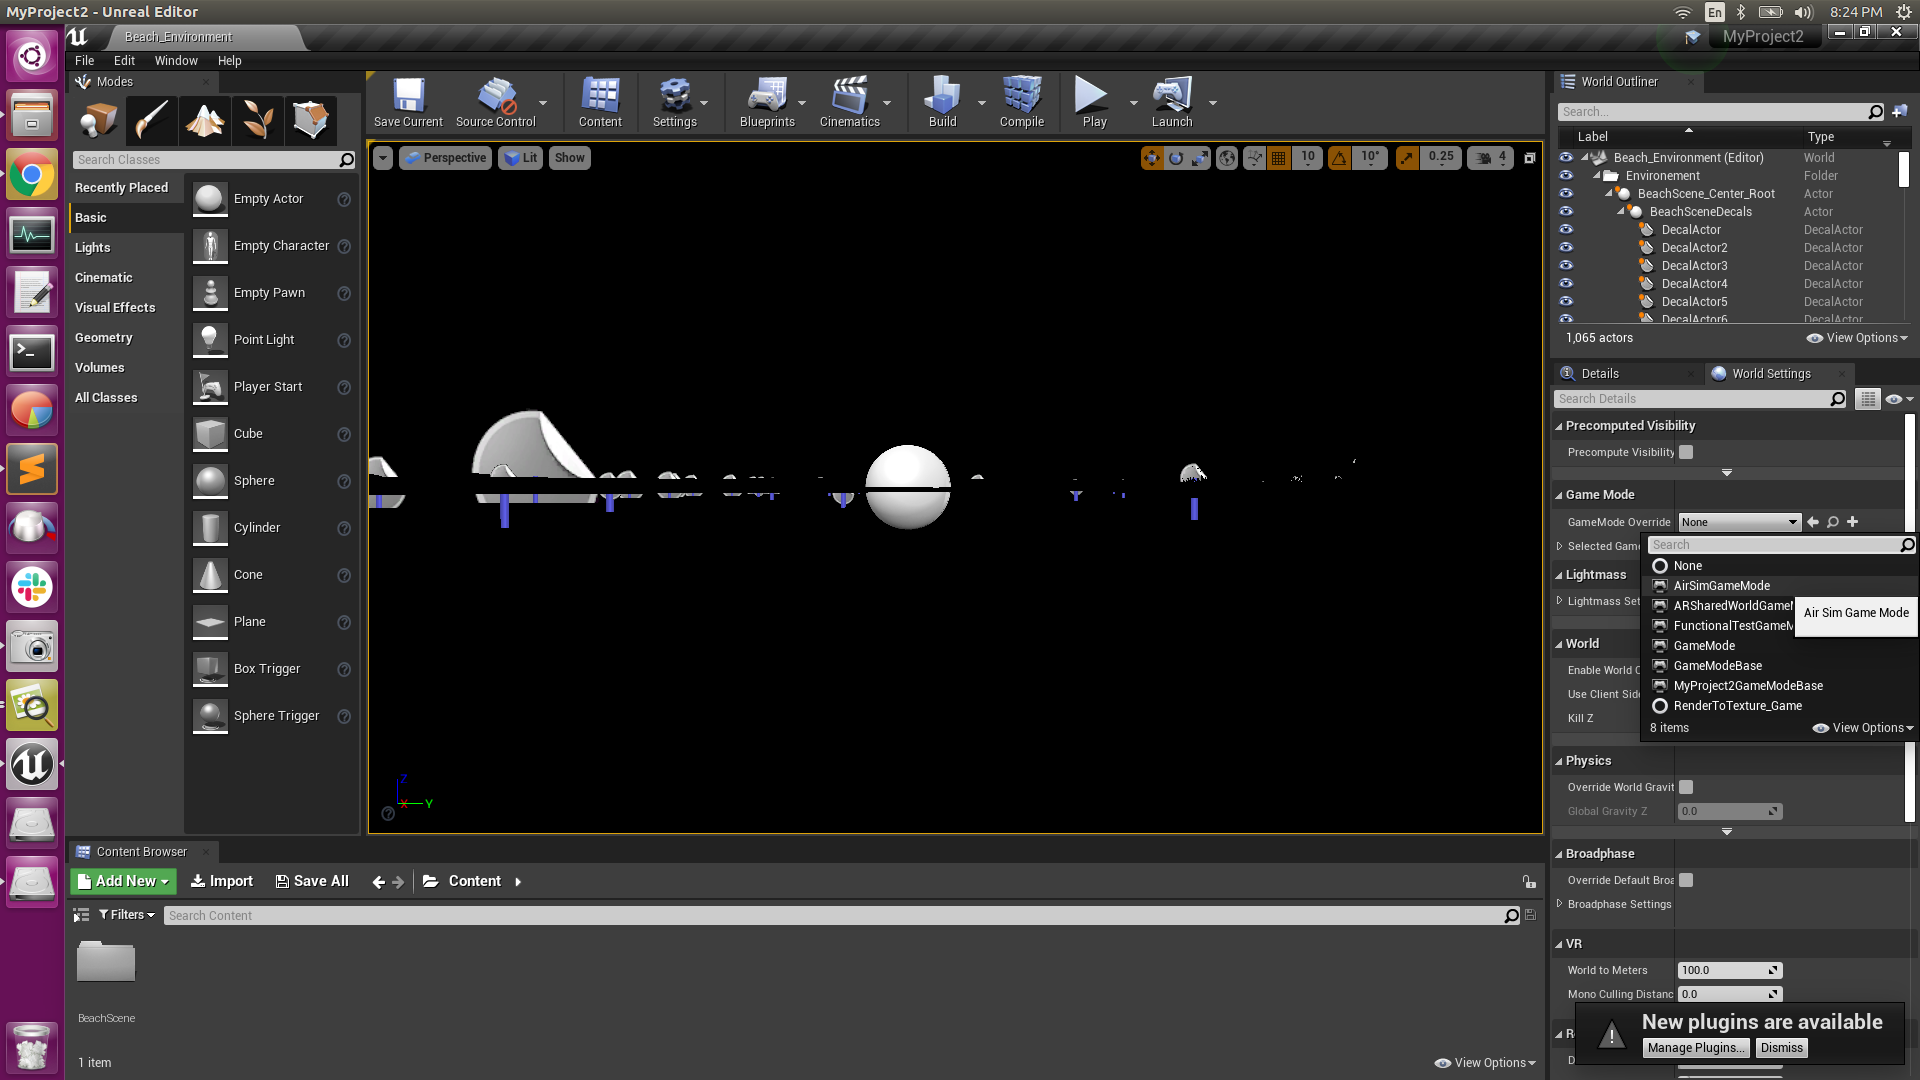 MyProject2 - Unreal Editor
En
8:24 PM
Beach_Environment
MyProject2
File Edit Window Help
Modes
Search Classes
Recently Placed
Basic
Lights
Cinematic
Visual Effects
Geometry
Volumes
All Classes
Empty Actor
Empty Character
Empty Pawn
Point Light
Player Start
Cube
Sphere
Cylinder
Cone
Plane
Box Trigger
Sphere Trigger
Save Current
Source Control
Content
Settings
Blueprints
Cinematics
Build
Compile
Play
Launch
Perspective
Lit
Show
10
10°
0.25
4
Z
X
Y
World Outliner
Search...
Label Type
Beach_Environment (Editor) World
Environement Folder
BeachScene_Center_Root Actor
BeachSceneDecals Actor
DecalActor DecalActor
DecalActor2 DecalActor
DecalActor3 DecalActor
DecalActor4 DecalActor
DecalActor5 DecalActor
DecalActor6 DecalActor
1,065 actors
View Options
Details
World Settings
Search Details
Precomputed Visibility
Precompute Visibility
Game Mode
GameMode Override None
Selected Game
Search
None
AirSimGameMode
ARSharedWorldGameM
FunctionalTestGameM
Air Sim Game Mode
GameMode
GameModeBase
MyProject2GameModeBase
RenderToTexture_Game
8 items
View Options
Lightmass
Lightmass Set
World
Enable World C
Use Client Side
Kill Z
Physics
Override World Gravit
Global Gravity Z 0.0
Broadphase
Override Default Broa
Broadphase Settings
VR
World to Meters 100.0
Mono Culling Distanc 0.0
New plugins are available
Manage Plugins...
Dismiss
Content Browser
Add New
Import
Save All
Content
Filters
Search Content
BeachScene
1 item
View Options